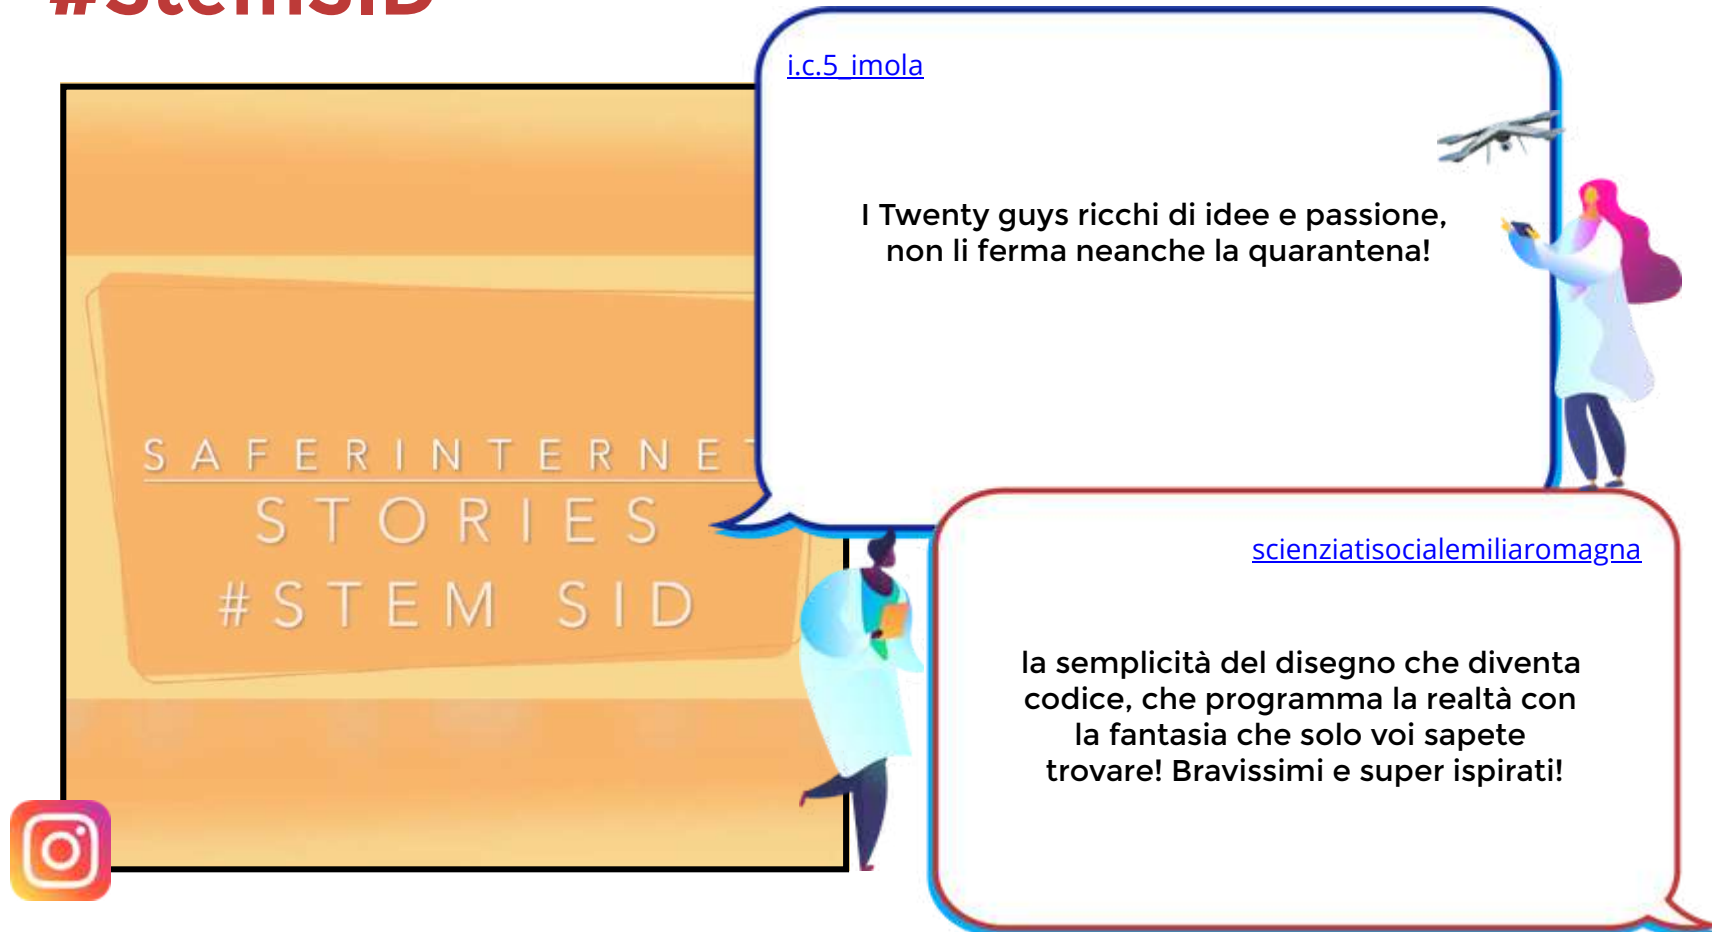 #StemSID
i.c.5_imola
I Twenty guys ricchi di idee e passione,
non li ferma neanche la quarantena!
SAFERINTERNET
STORIES
#STEM SID
scienziatisocialemiliaromagna
la semplicità del disegno che diventa
codice, che programma la realtà con
la fantasia che solo voi sapete
trovare! Bravissimi e super ispirati!